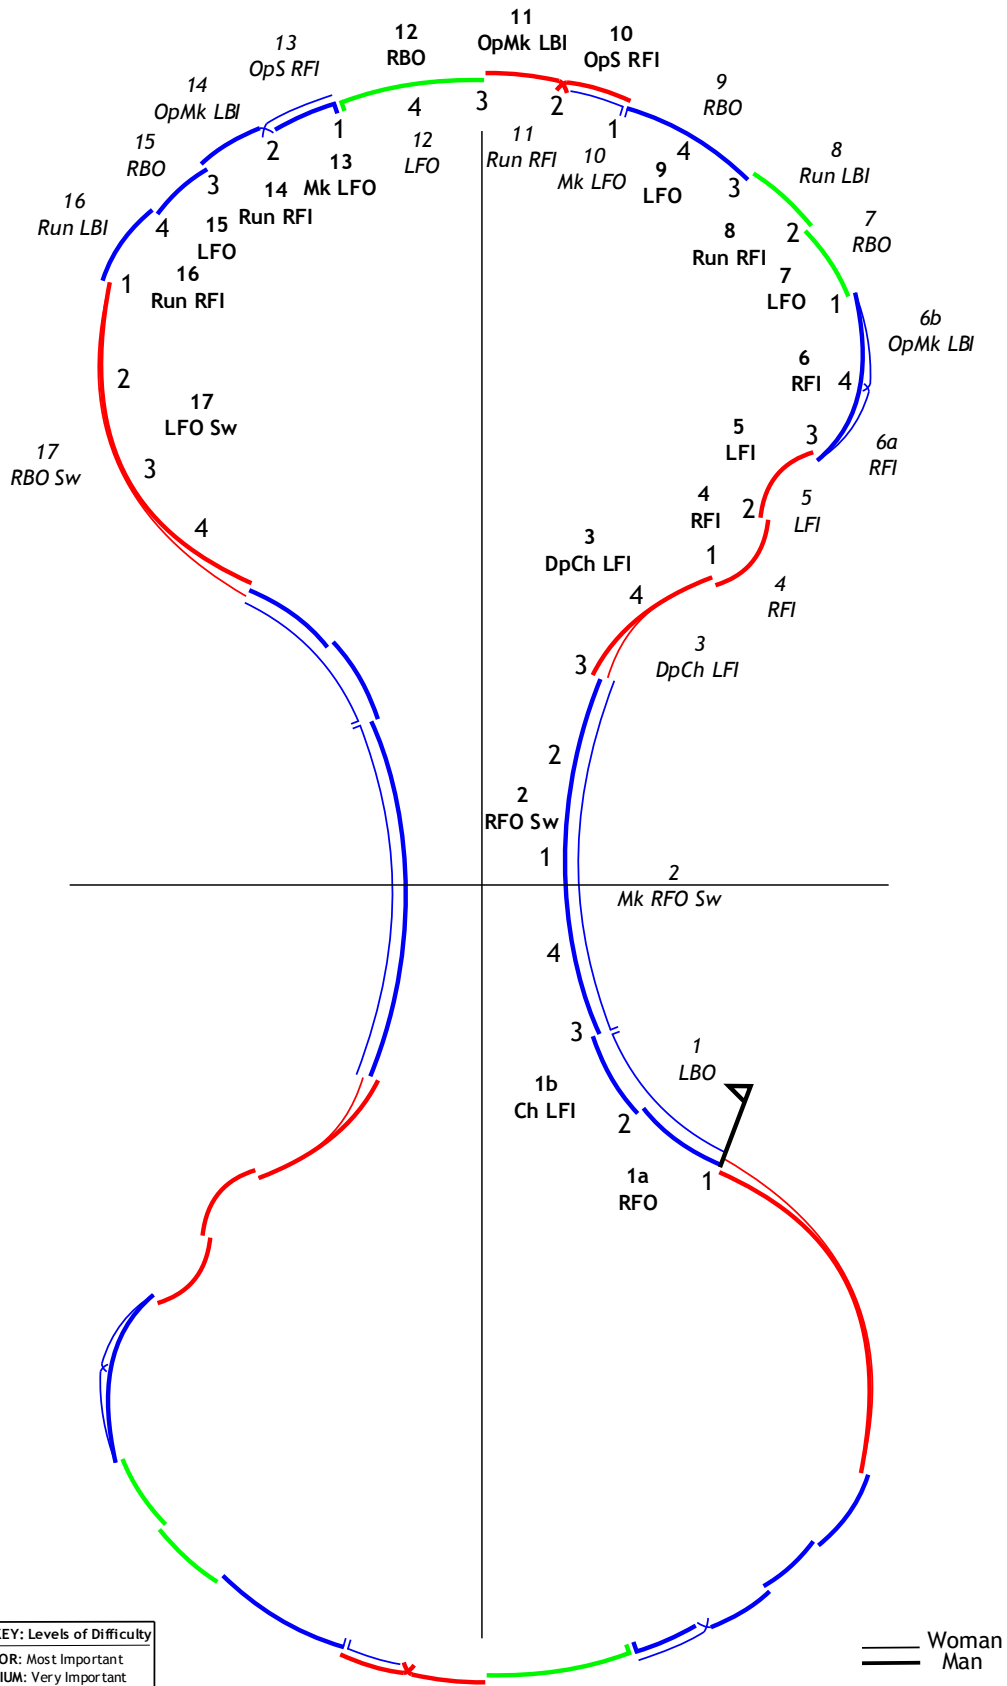 11
OpMk LBI
12
RBO
10
OpS RFI
13
OpS RFI
14
OpMk LBI
9
RBO
4
3
2
1
1
12
LFO
11
Run RFI
10
Mk LFO
15
RBO
2
13
Mk LFO
9
LFO
4
3
8
Run LBI
16
Run LBI
3
14
Run RFI
4
15
LFO
8
Run RFI
2
7
RBO
1
16
Run RFI
7
LFO
1
6b
OpMk LBI
2
6
RFI
4
17
LFO Sw
5
LFI
3
6a
RFI
17
RBO Sw
3
4
RFI
2
5
LFI
4
3
DpCh LFI
1
4
RFI
4
3
3
DpCh LFI
2
2
RFO Sw
1
2
Mk RFO Sw
4
3
1
LBO
1b
Ch LFI
2
1a
RFO
1
KEY: Levels of Difficulty
OR: Most Important
IUM: Very Important
Woman
Man